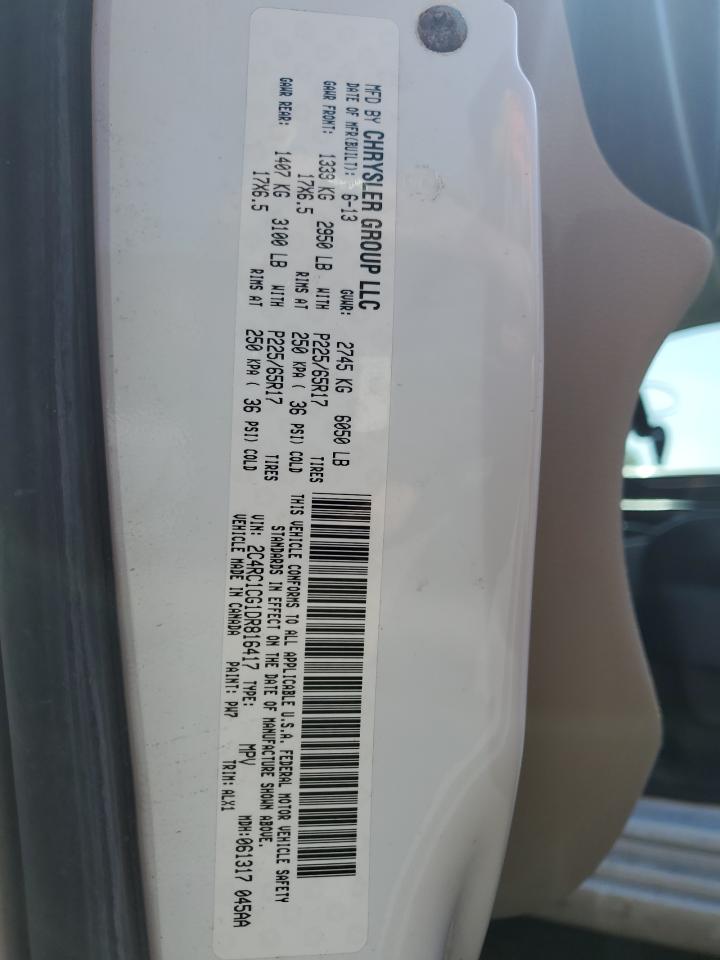 MFD BY CHRYSLER GROUP LLC
DATE OF MFR(BUILT): 6-13 GVWR: 2745 KG 6050 LB
GAWR FRONT: 1339 KG 2950 LB WITH P225/65R17 TIRES
17X6.5 RIMS AT 250 KPA ( 36 PSI) COLD
GAWR REAR: 1407 KG 3100 LB WITH P225/65R17 TIRES
17X6.5 RIMS AT 250 KPA ( 36 PSI) COLD
THIS VEHICLE CONFORMS TO ALL APPLICABLE U.S.A. FEDERAL MOTOR VEHICLE SAFETY
STANDARDS IN EFFECT ON THE DATE OF MANUFACTURE SHOWN ABOVE.
VIN: 2C4RC1CG1DR816417 TYPE: MPV MDH:061317 045AA
VEHICLE MADE IN CANADA PAINT: PW7 TRIM: ALX1